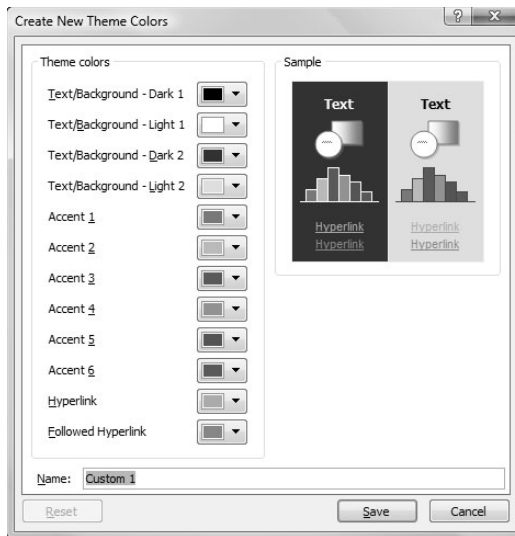 Create New Theme Colors
Theme colors
Text/Background - Dark 1
Text/Background - Light 1
Text/Background - Dark 2
Text/Background - Light 2
Accent 1
Accent 2
Accent 3
Accent 4
Accent 5
Accent 6
Hyperlink
Followed Hyperlink
Sample
Text Text
Hyperlink Hyperlink
Hyperlink Hyperlink
Name: Custom 1
Reset Save Cancel